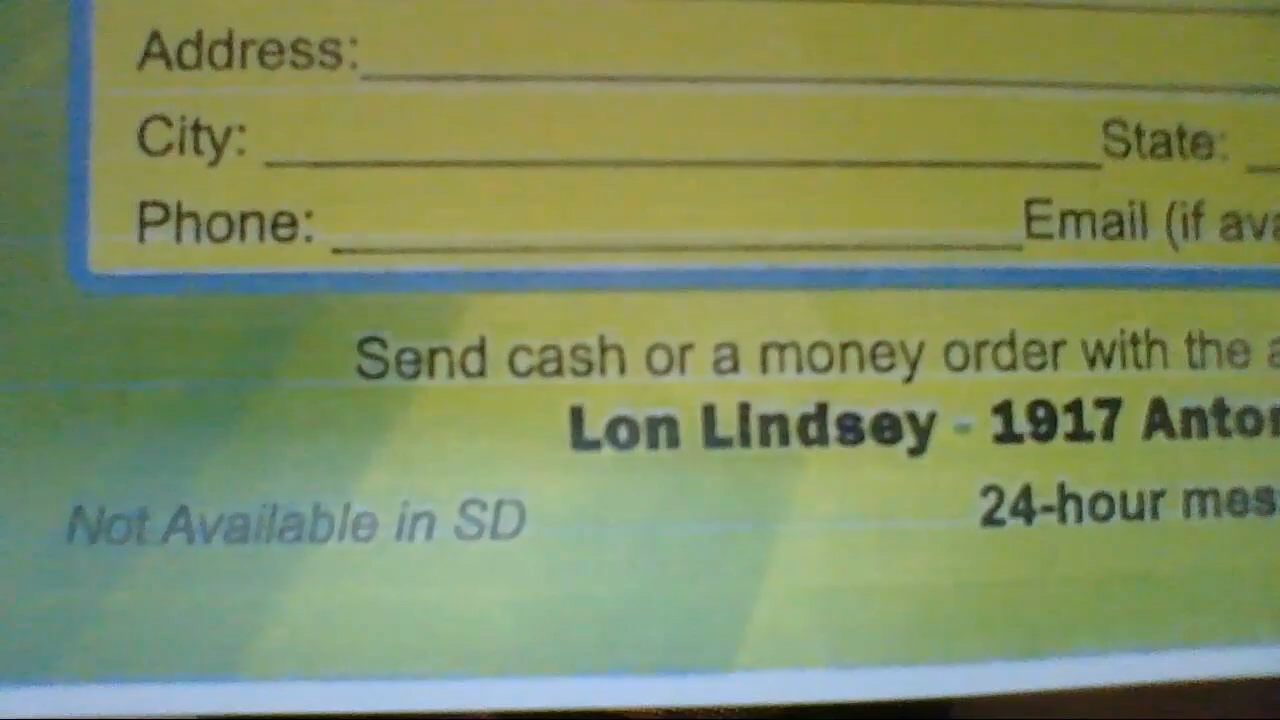 Address:
City: State:
Phone: Email (if
Send cash or a money order with the
Lon Lindsey - 1917
24-hour
Not Available in SD